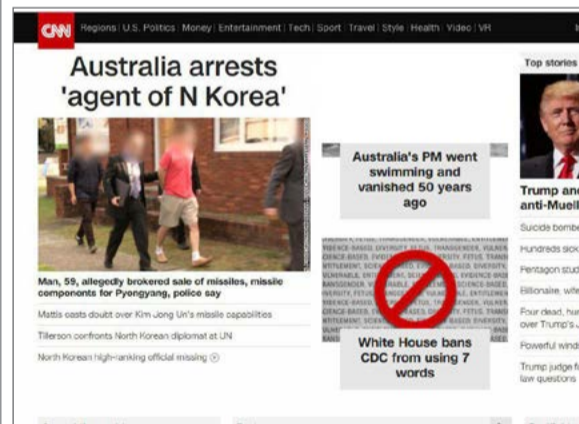 CNN
Regions | U.S. Politics | Money | Entertainment | Tech | Sport | Travel | Style | Health | Video | VR
Australia arrests
'agent of N Korea'
Man, 59, allegedly brokered sale of missiles, missile
components for Pyongyang, police say
Mattis casts doubt over Kim Jong Un's missile capabilities
Tillerson confronts North Korean diplomat at UN
North Korean high-ranking official missing
Australia's PM went
swimming and
vanished 50 years
ago
White House bans
CDC from using 7
words
Top stories
Trump and
anti-Muell
Suicide bombe
Hundreds sick
Pentagon stud
Billionaire, wife
Four dead, hun
over Trump's J
Powerful winds
Trump judge f
law questions